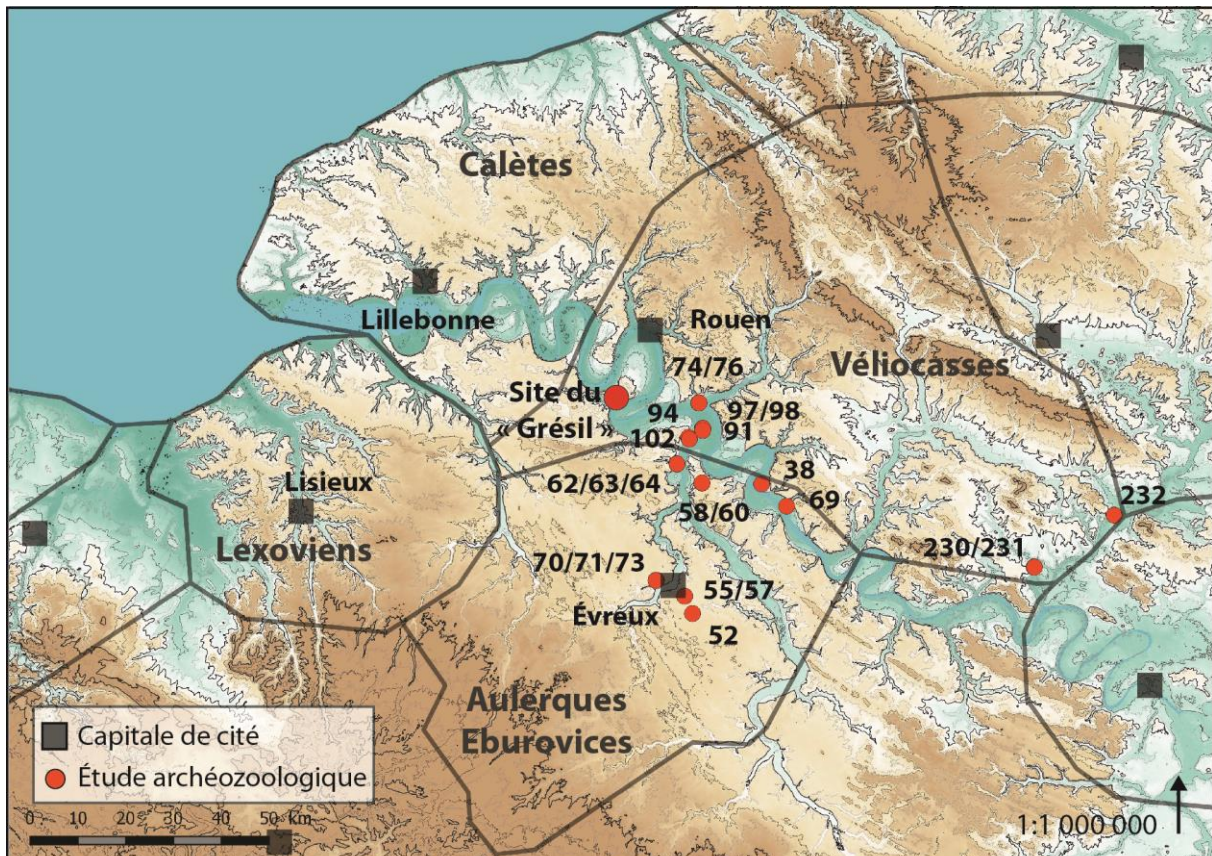 Calètes
Lillebonne
Rouen
74/76
Véliocasses
Site du
« Grésil »
94
97/98
102
91
38
62/63/64
58/60
69
232
Lisieux
Lexoviens
230/231
70/71/73
55/57
Évreux
52
Aulerques
Eburovices
Capitale de cité
Étude archéozoologique
0 10 20 30 40 50 km
1:1 000 000